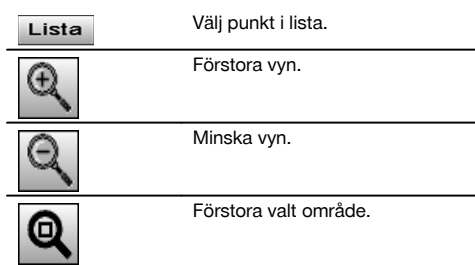 Lista Välj punkt i lista.
Förstora vyn.
Minska vyn.
Förstora valt område.